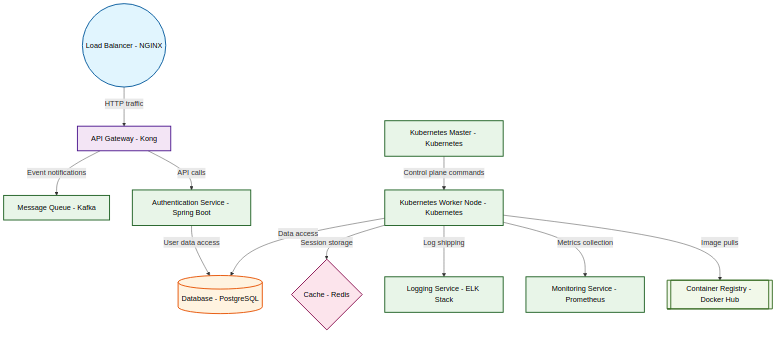 Load Balancer - NGINX
HTTP traffic
API Gateway - Kong
Kubernetes Master -
Kubernetes
Event notifications
API calls
Control plane commands
Message Queue - Kafka
Authentication Service -
Spring Boot
Kubernetes Worker Node -
Kubernetes
Data access
User data access
Session storage
Log shipping
Metrics collection
Image pulls
Database - PostgreSQL
Cache - Redis
Logging Service - ELK
Stack
Monitoring Service -
Prometheus
Container Registry -
Docker Hub